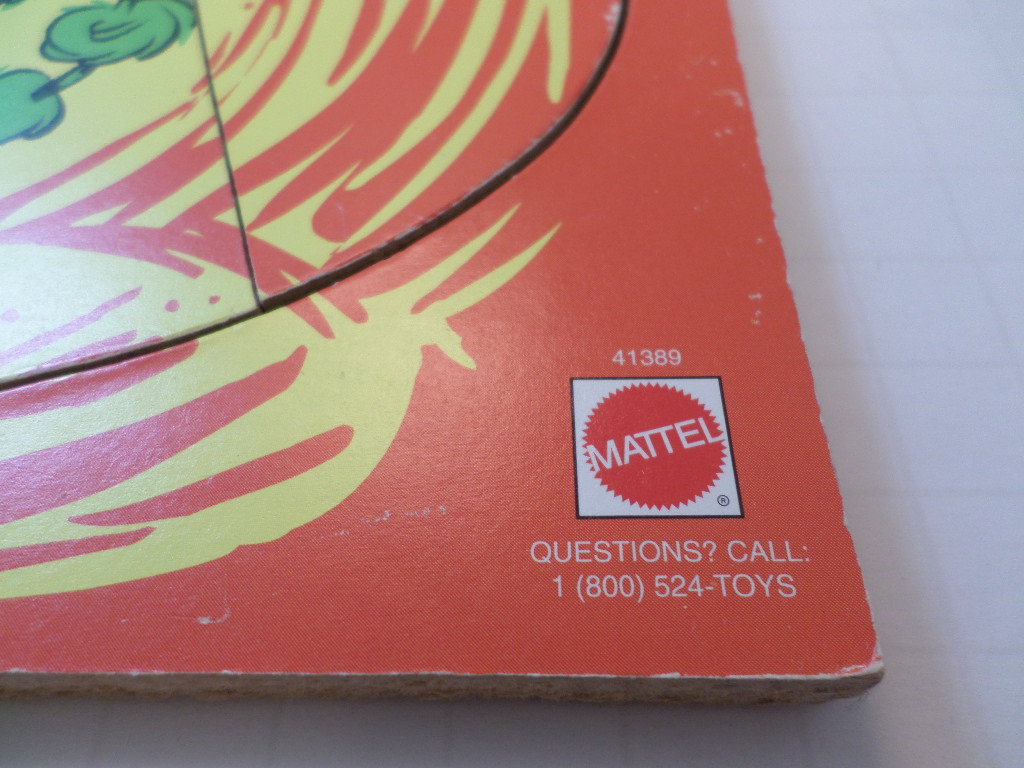 41389
MATTEL
®
QUESTIONS? CALL:
1 (800) 524-TOYS